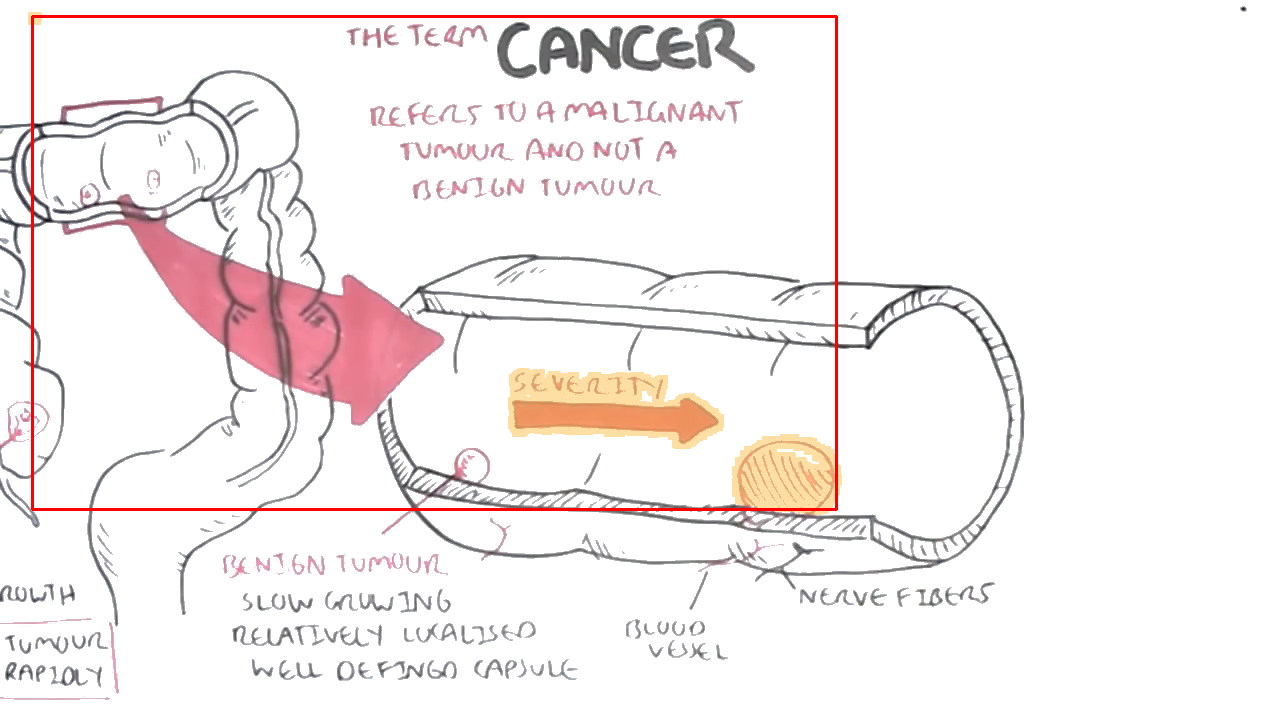 THE TERM CANCER
REFERS TO A MALIGNANT
TUMOUR AND NOT A
BENIGN TUMOUR
SEVERITY
BENIGN TUMOUR
SLOW GROWING
RELATIVELY LOCALISED
WELL DEFINED CAPSULE
BLOOD
VESSEL
NERVE FIBERS
ROWTH
TUMOUR
RAPIDLY